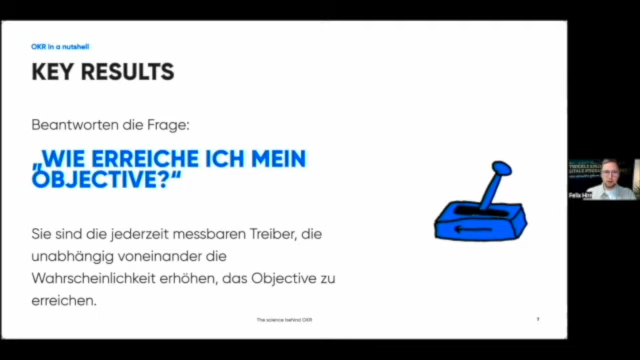 OKR in a nutshell
KEY RESULTS
Beantworten die Frage:
„WIE ERREICHE ICH MEIN
OBJECTIVE?“
Sie sind die jederzeit messbaren Treiber, die
unabhängig voneinander die
Wahrscheinlichkeit erhöhen, das Objective zu
erreichen.
The science behind OKR
Felix